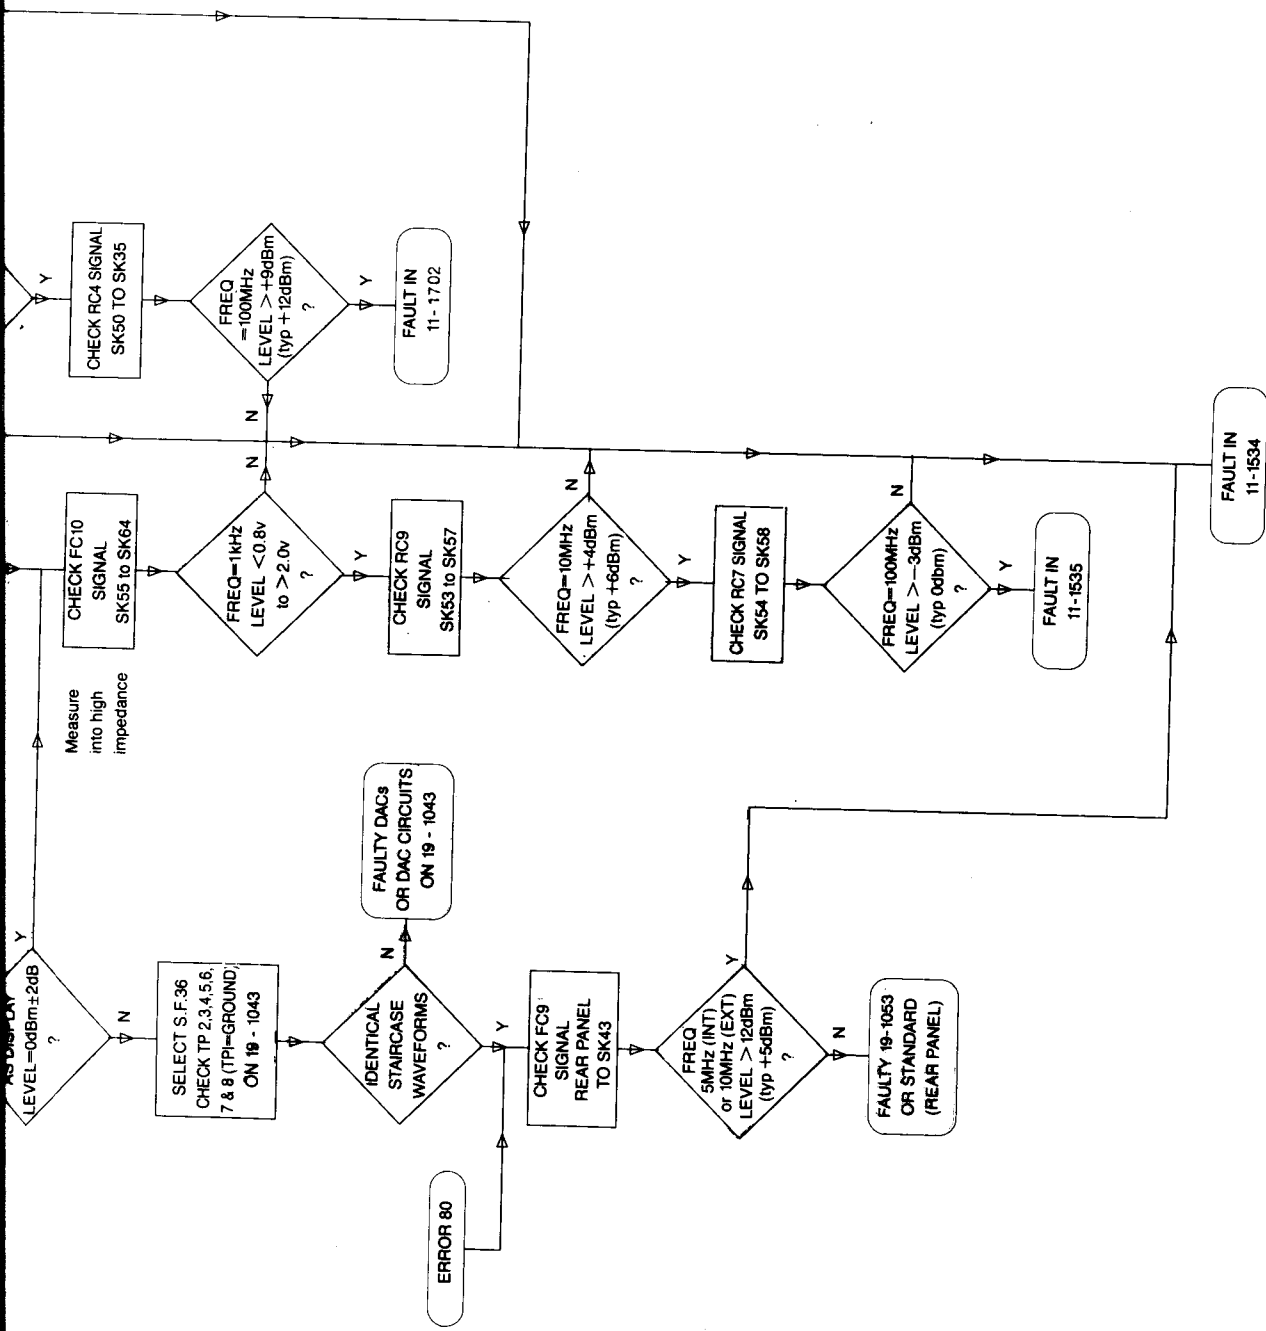 Y
CHECK RC4 SIGNAL
SK50 TO SK35
FREQ
=100MHz
LEVEL > +9dBm
(typ +12dBm)
?
N
Y
FAULT IN
11-1702
CHECK FC10
SIGNAL
SK55 to SK64
Measure
into high
impedance
FREQ=1kHz
LEVEL <0.8v
to >2.0v
?
N
Y
CHECK RC9
SIGNAL
SK53 to SK57
FREQ=10MHz
LEVEL > +4dBm
(typ +6dBm)
?
N
Y
CHECK RC7 SIGNAL
SK54 TO SK58
FREQ=100MHz
LEVEL >-3dBm
(typ 0dbm)
?
N
Y
FAULT IN
11-1535
FAULT IN
11-1534
AS DISPLAY
LEVEL=0dBm±2dB
?
Y
N
SELECT S.F.36
CHECK TP 2,3,4,5,6,
7 & 8 (TPI=GROUND)
ON 19 - 1043
IDENTICAL
STAIRCASE
WAVEFORMS
?
N
Y
FAULTY DACs
OR DAC CIRCUITS
ON 19 - 1043
ERROR 80
CHECK FC9
SIGNAL
REAR PANEL
TO SK43
FREQ
5MHz (INT)
or 10MHz (EXT)
LEVEL > 12dBm
(typ +5dBm)
?
Y
N
FAULTY 19-1053
OR STANDARD
(REAR PANEL)